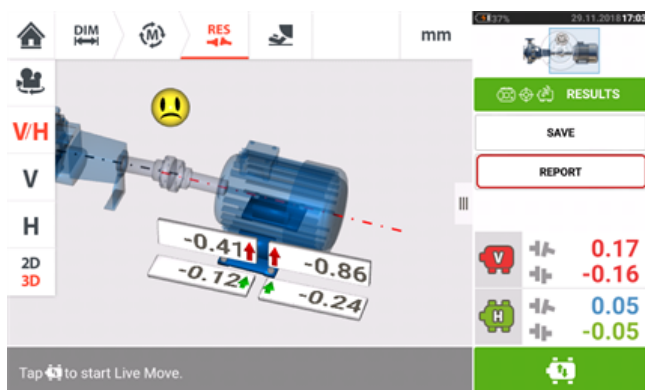 DIM
M
RES
mm
37%
29.11.2018 17:03
RESULTS
SAVE
REPORT
V/H
V
H
2D
3D
-0.41
-0.86
-0.12
-0.24
V
0.17
-0.16
H
0.05
-0.05
Tap to start Live Move.